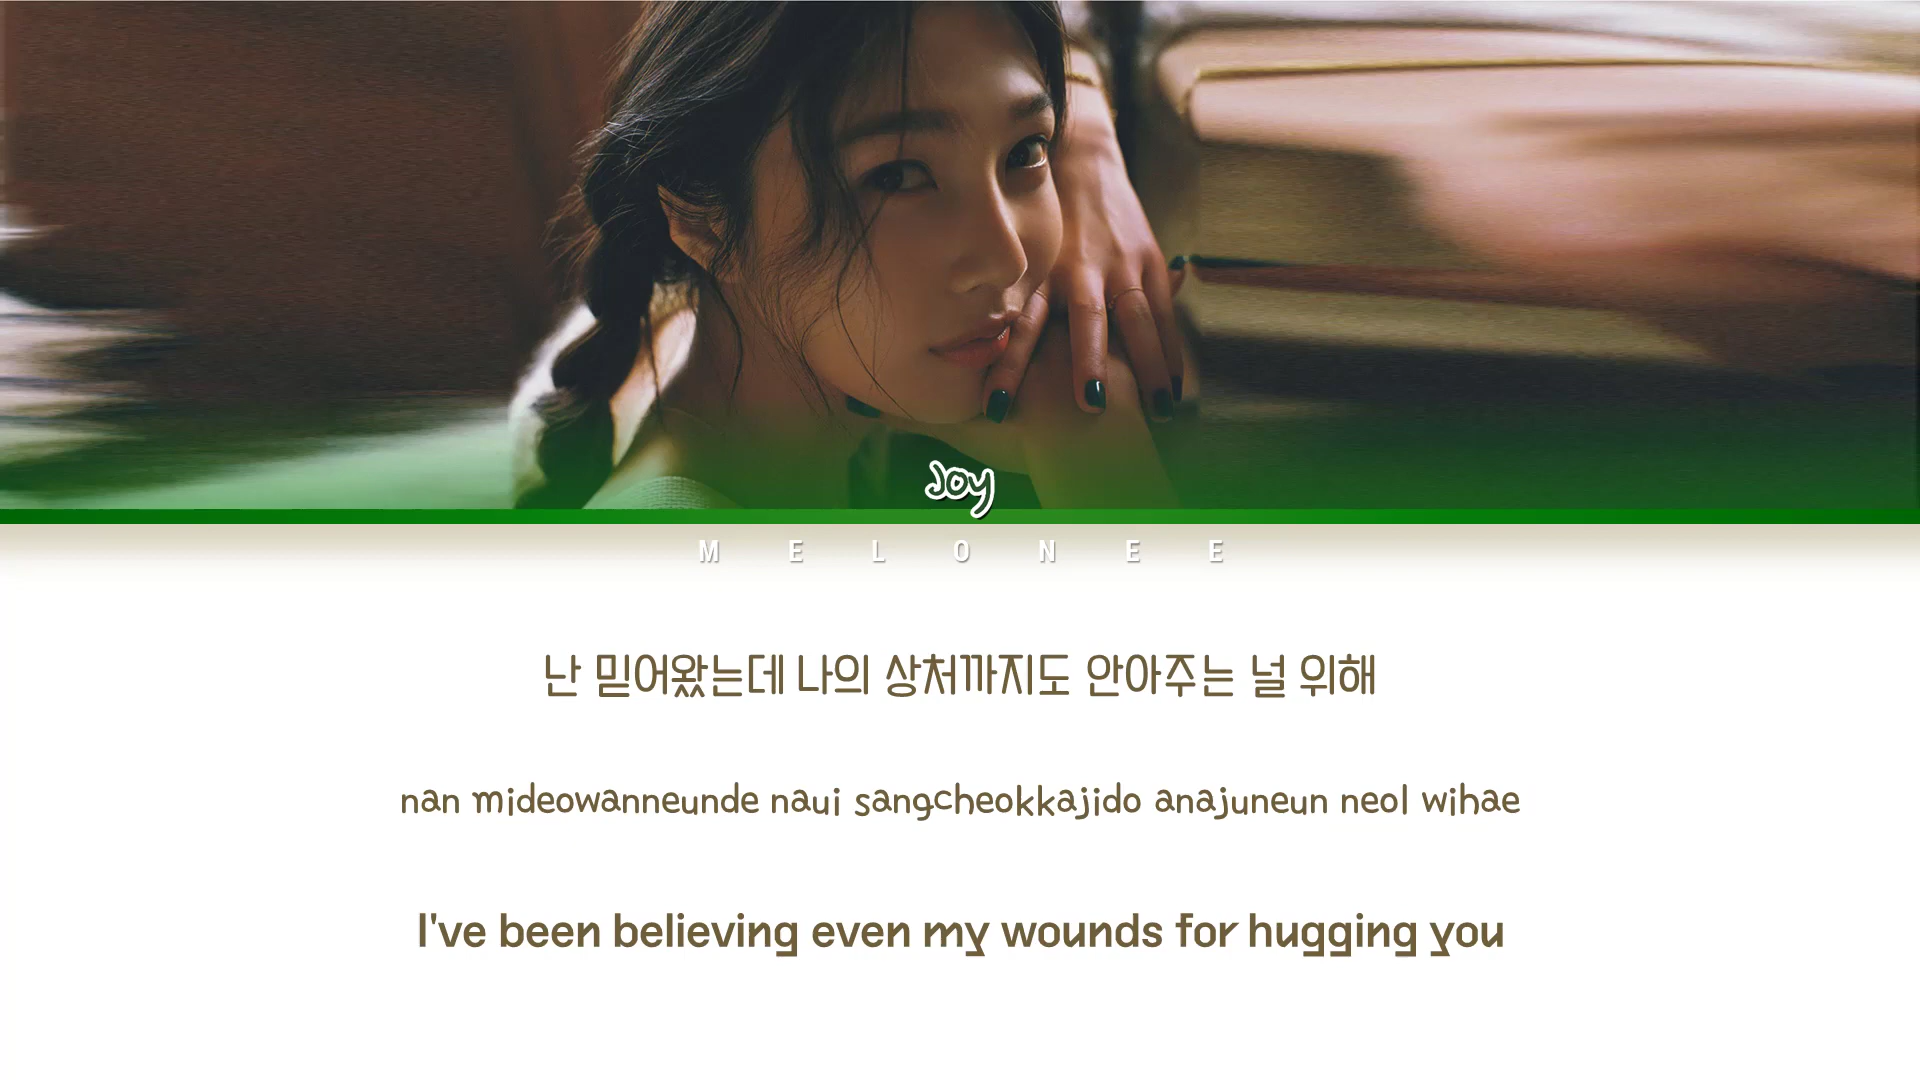 Joy
MELONEE
난 믿어왔는데 나의 상처까지도 안아주는 널 위해
nan mideowanneunde naui sangcheokkajido anajuneun neol wihae
I've been believing even my wounds for hugging you